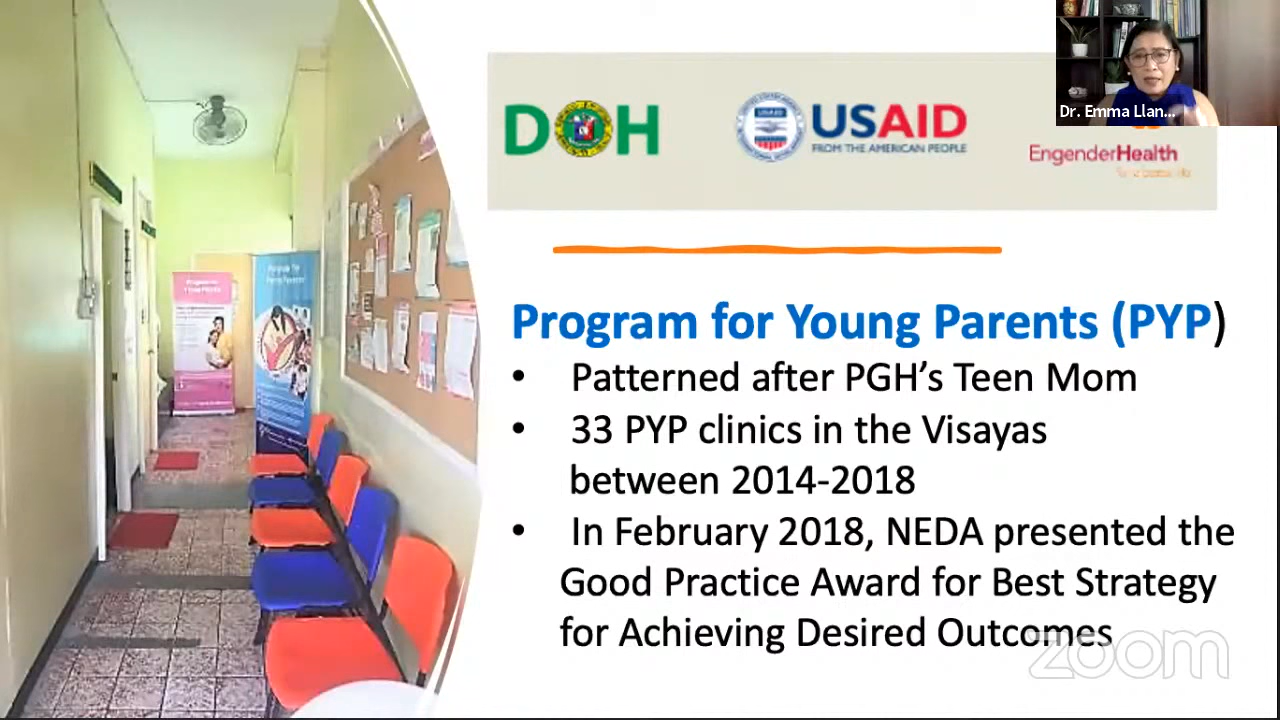 Dr. Emma Llan...
DOH
USAID
FROM THE AMERICAN PEOPLE
EngenderHealth
Program for Young Parents (PYP)
• Patterned after PGH's Teen Mom
• 33 PYP clinics in the Visayas
between 2014-2018
• In February 2018, NEDA presented the
Good Practice Award for Best Strategy
for Achieving Desired Outcomes
zoom